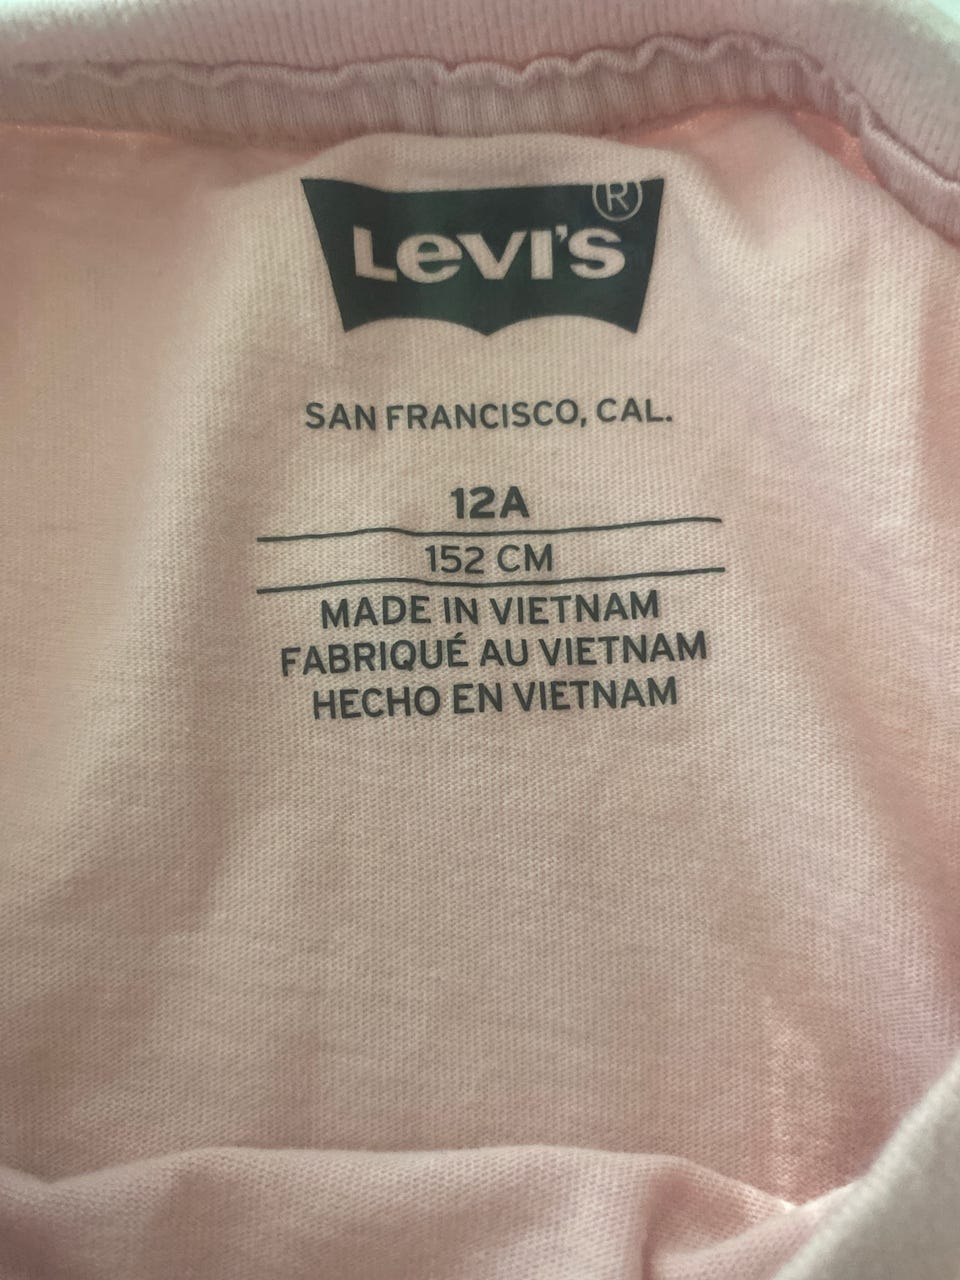 LEVI'S ®
SAN FRANCISCO, CAL.
12A
152 CM
MADE IN VIETNAM
FABRIQUÉ AU VIETNAM
HECHO EN VIETNAM